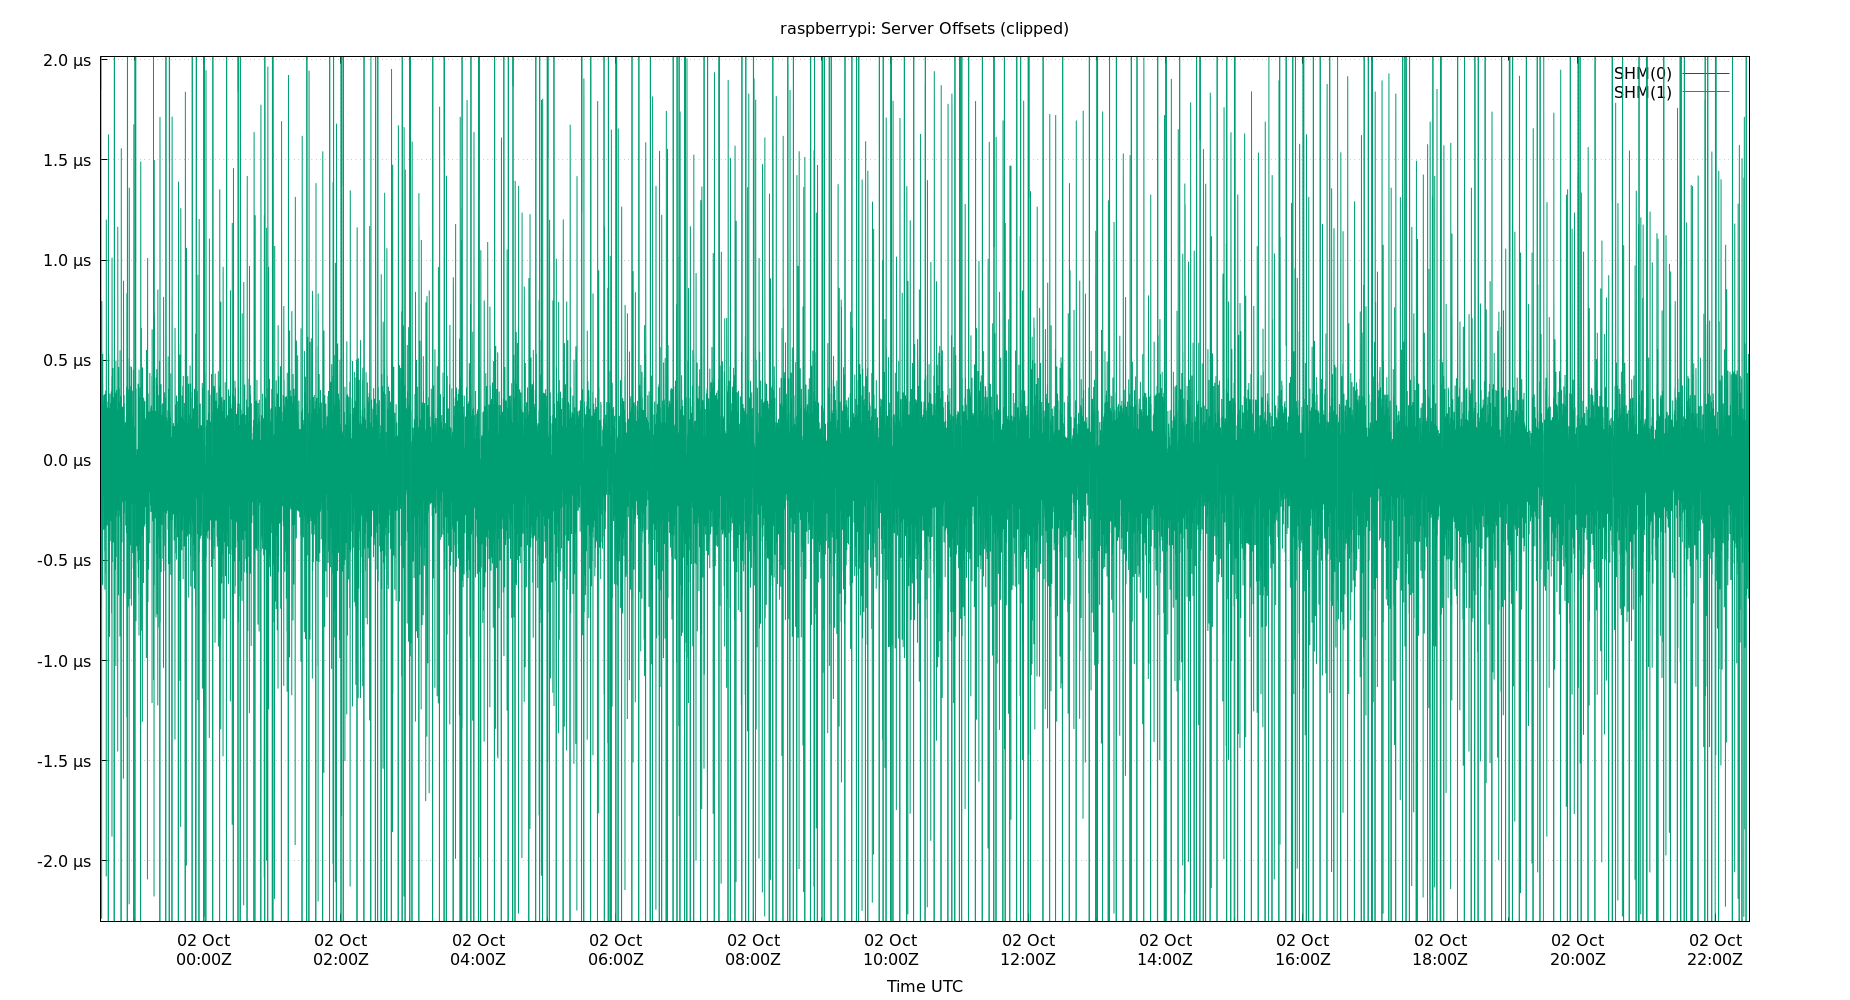 raspberrypi: Server Offsets (clipped)
2.0 µs
1.5 µs
1.0 µs
0.5 µs
0.0 µs
-0.5 µs
-1.0 µs
-1.5 µs
-2.0 µs
SHM(0)
SHM(1)
02 Oct 02 Oct 02 Oct 02 Oct 02 Oct 02 Oct 02 Oct 02 Oct 02 Oct 02 Oct 02 Oct 02 Oct
00:00Z 02:00Z 04:00Z 06:00Z 08:00Z 10:00Z 12:00Z 14:00Z 16:00Z 18:00Z 20:00Z 22:00Z
Time UTC